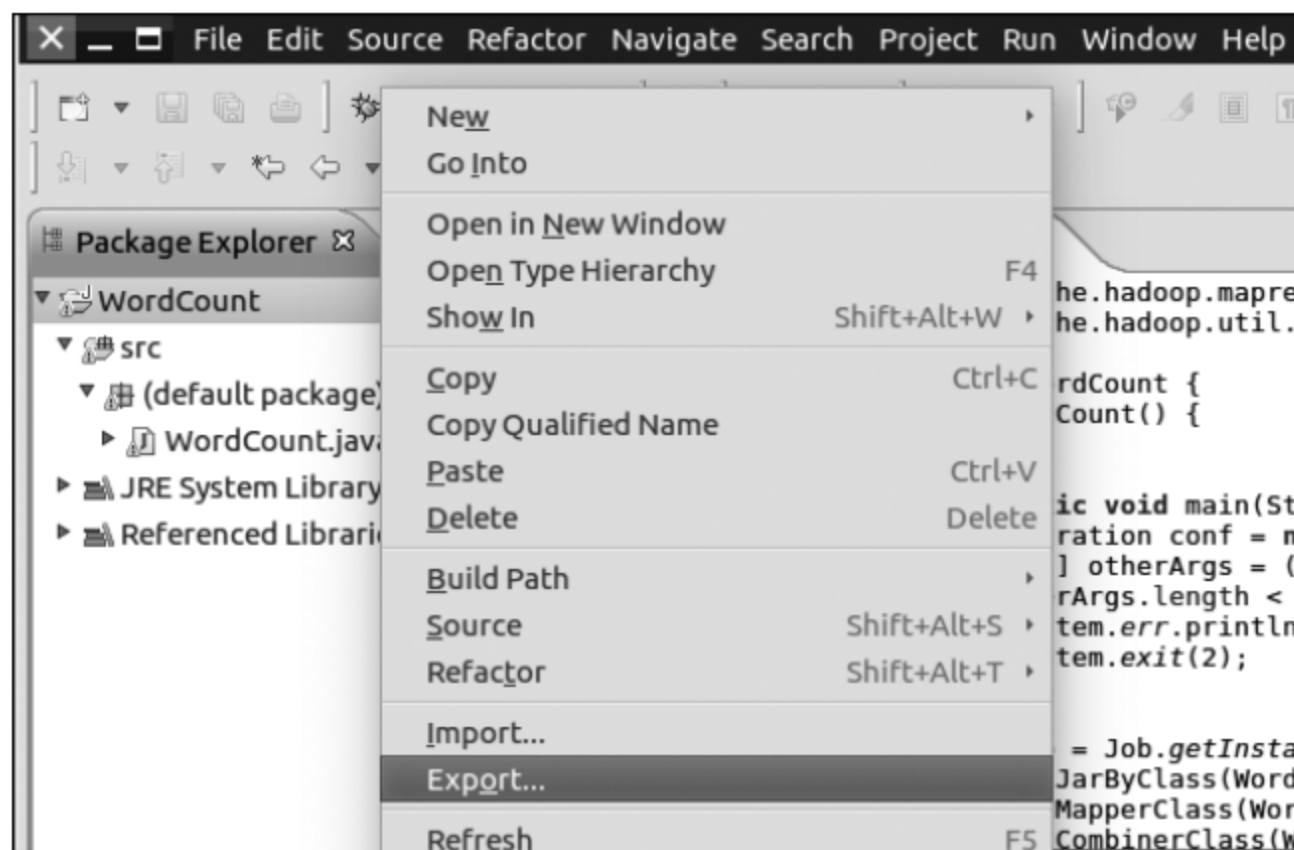 File Edit Source Refactor Navigate Search Project Run Window Help
New
Go Into
Open in New Window
Open Type Hierarchy F4
Show In Shift+Alt+W
Copy Ctrl+C
Copy Qualified Name
Paste Ctrl+V
Delete Delete
Build Path
Source Shift+Alt+S
Refactor Shift+Alt+T
Import...
Export...
Refresh F5
Package Explorer
WordCount
src
(default package)
WordCount.java
JRE System Library
Referenced Librari
he.hadoop.mapre
he.hadoop.util.
rdCount {
Count() {
ic void main(St
ration conf = n
] otherArgs = (
rArgs.length <
tem.err.println
tem.exit(2);
= Job.getInsta
JarByClass(Word
MapperClass(Wor
CombinerClass(W